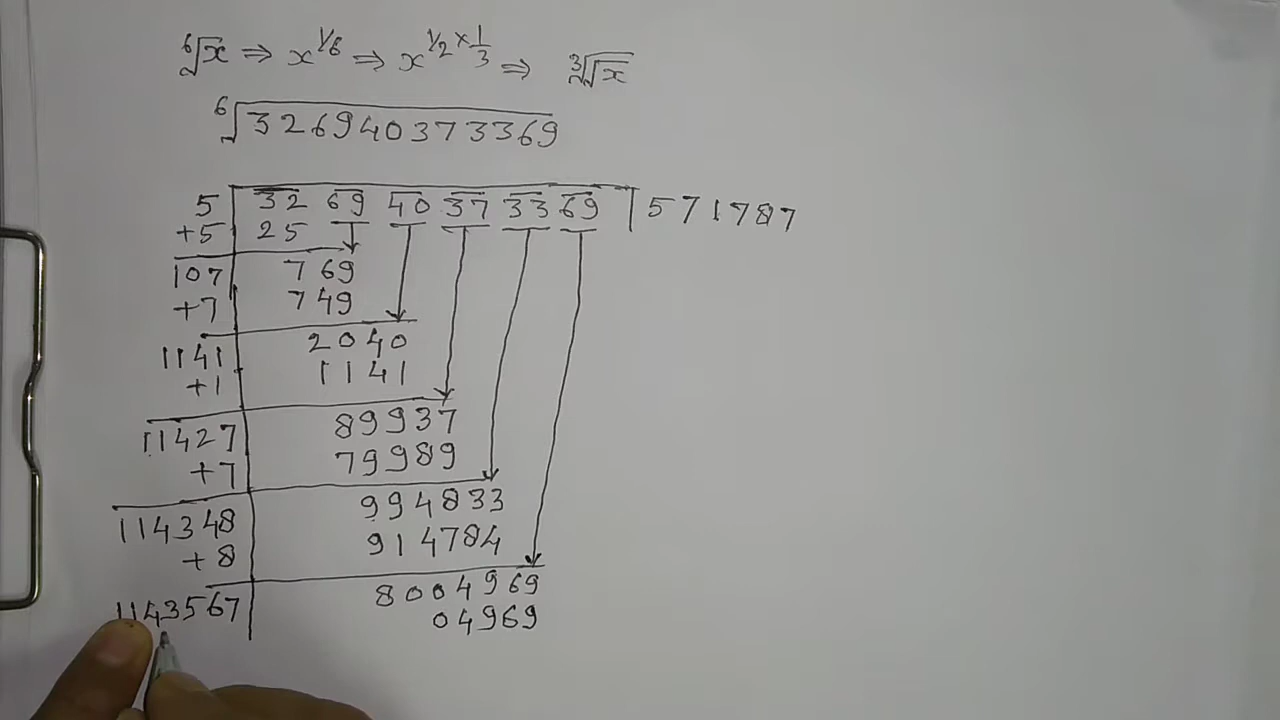 ⁶√x ⇒ x^1/6 ⇒ x^1/2 × 1/3 ⇒ ³√√x
⁶√326940373369
5 | 32 69 40 37 33 69 | 571787
+5 | 25
107 | 769
+7 | 749
1141 | 2040
+1 | 1141
11427 | 89937
+7 | 79989
114348 | 994833
+8 | 914784
1143567 | 8004969
04969